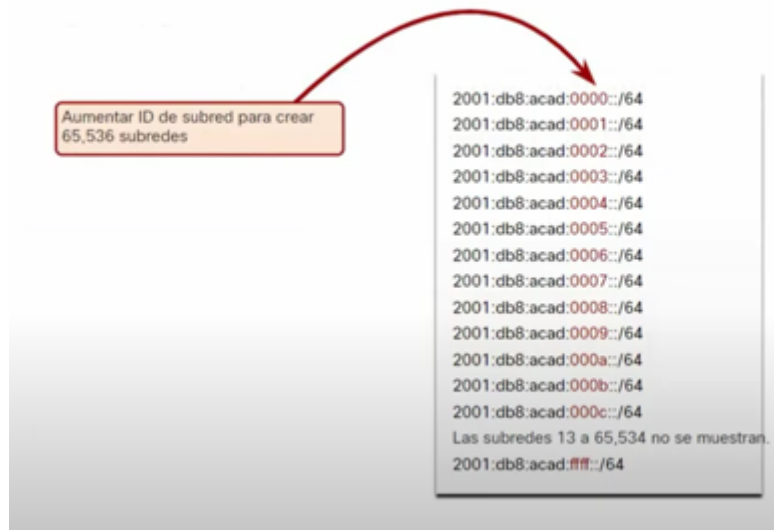 Aumentar ID de subred para crear
65,536 subredes
2001:db8:acad:0000::/64
2001:db8:acad:0001::/64
2001:db8:acad:0002::/64
2001:db8:acad:0003::/64
2001:db8:acad:0004::/64
2001:db8:acad:0005::/64
2001:db8:acad:0006::/64
2001:db8:acad:0007::/64
2001:db8:acad:0008::/64
2001:db8:acad:0009::/64
2001:db8:acad:000a::/64
2001:db8:acad:000b::/64
2001:db8:acad:000c::/64
Las subredes 13 a 65,534 no se muestran.
2001:db8:acad:ffff::/64